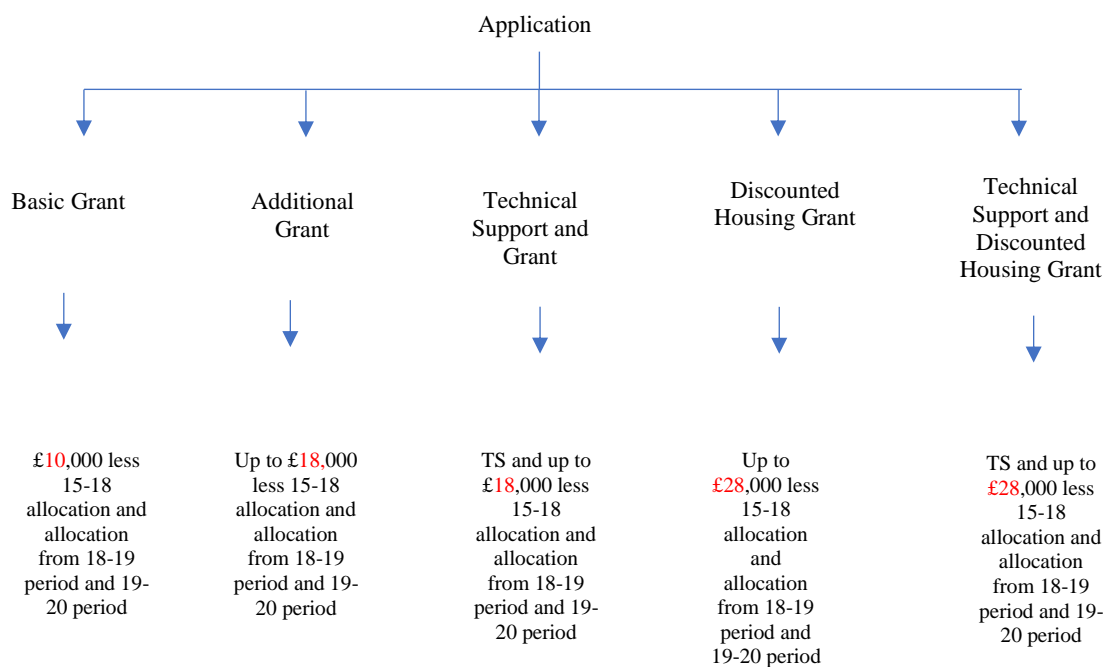 Application
Basic Grant
Additional
Grant
Technical
Support and
Grant
Discounted
Housing Grant
Technical
Support and
Discounted
Housing Grant
£10,000 less
15-18
allocation and
allocation
from 18-19
period and 19-
20 period
Up to £18,000
less 15-18
allocation and
allocation
from 18-19
period and 19-
20 period
TS and up to
£18,000 less
15-18
allocation and
allocation
from 18-19
period and 19-
20 period
Up to
£28,000 less
15-18
allocation
and
allocation
from 18-19
period and
19-20 period
TS and up to
£28,000 less
15-18
allocation and
allocation
from 18-19
period and 19-
20 period